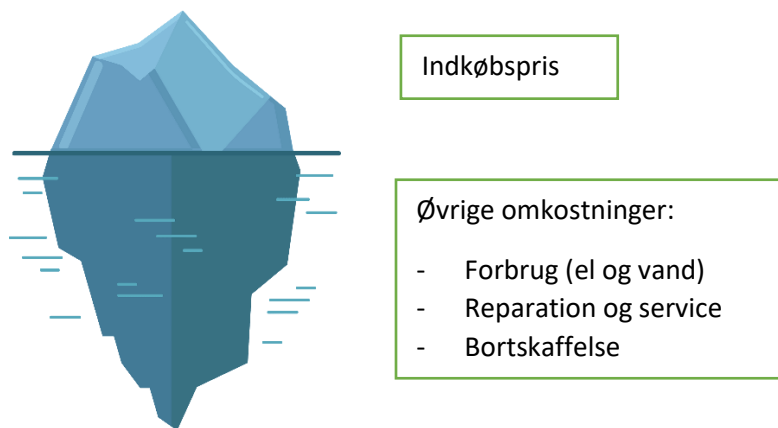 Indkøbspris
Øvrige omkostninger:
- Forbrug (el og vand)
- Reparation og service
- Bortskaffelse